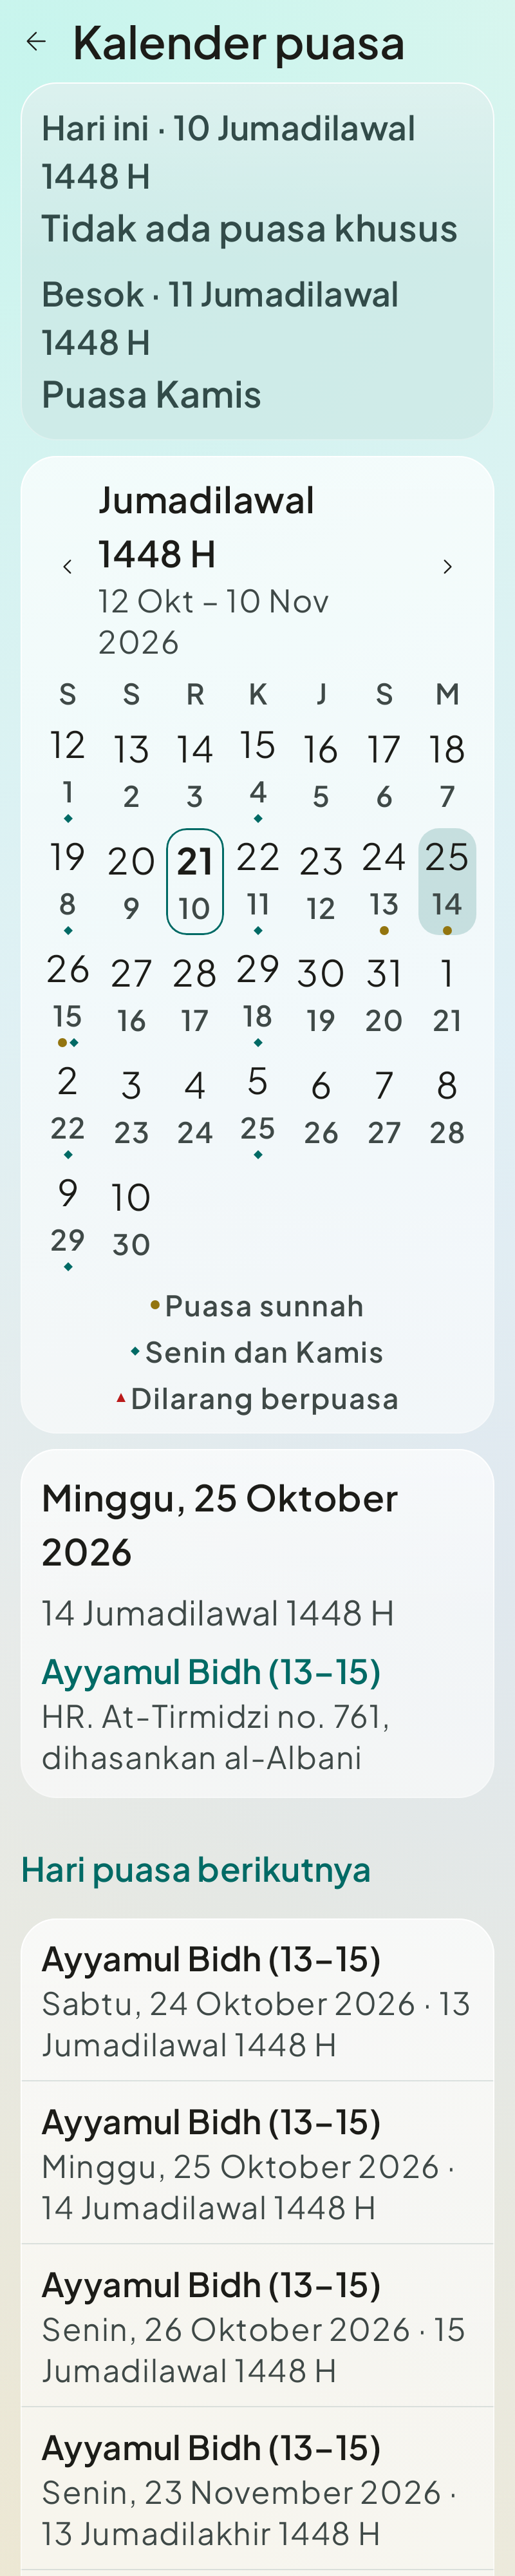 Kalender puasa
Hari ini · 10 Jumadilawal
1448 H
Tidak ada puasa khusus
Besok · 11 Jumadilawal
1448 H
Puasa Kamis
Jumadilawal
1448 H
12 Okt – 10 Nov
2026
S S R K J S M
12 13 14 15 16 17 18
1 2 3 4 5 6 7
19 20 21 22 23 24 25
8 9 10 11 12 13 14
26 27 28 29 30 31 1
15 16 17 18 19 20 21
2 3 4 5 6 7 8
22 23 24 25 26 27 28
9 10
29 30
Puasa sunnah
Senin dan Kamis
Dilarang berpuasa
Minggu, 25 Oktober
2026
14 Jumadilawal 1448 H
Ayyamul Bidh (13–15)
HR. At-Tirmidzi no. 761,
dihasankan al-Albani
Hari puasa berikutnya
Ayyamul Bidh (13–15)
Sabtu, 24 Oktober 2026 · 13
Jumadilawal 1448 H
Ayyamul Bidh (13–15)
Minggu, 25 Oktober 2026 ·
14 Jumadilawal 1448 H
Ayyamul Bidh (13–15)
Senin, 26 Oktober 2026 · 15
Jumadilawal 1448 H
Ayyamul Bidh (13–15)
Senin, 23 November 2026 ·
13 Jumadilakhir 1448 H